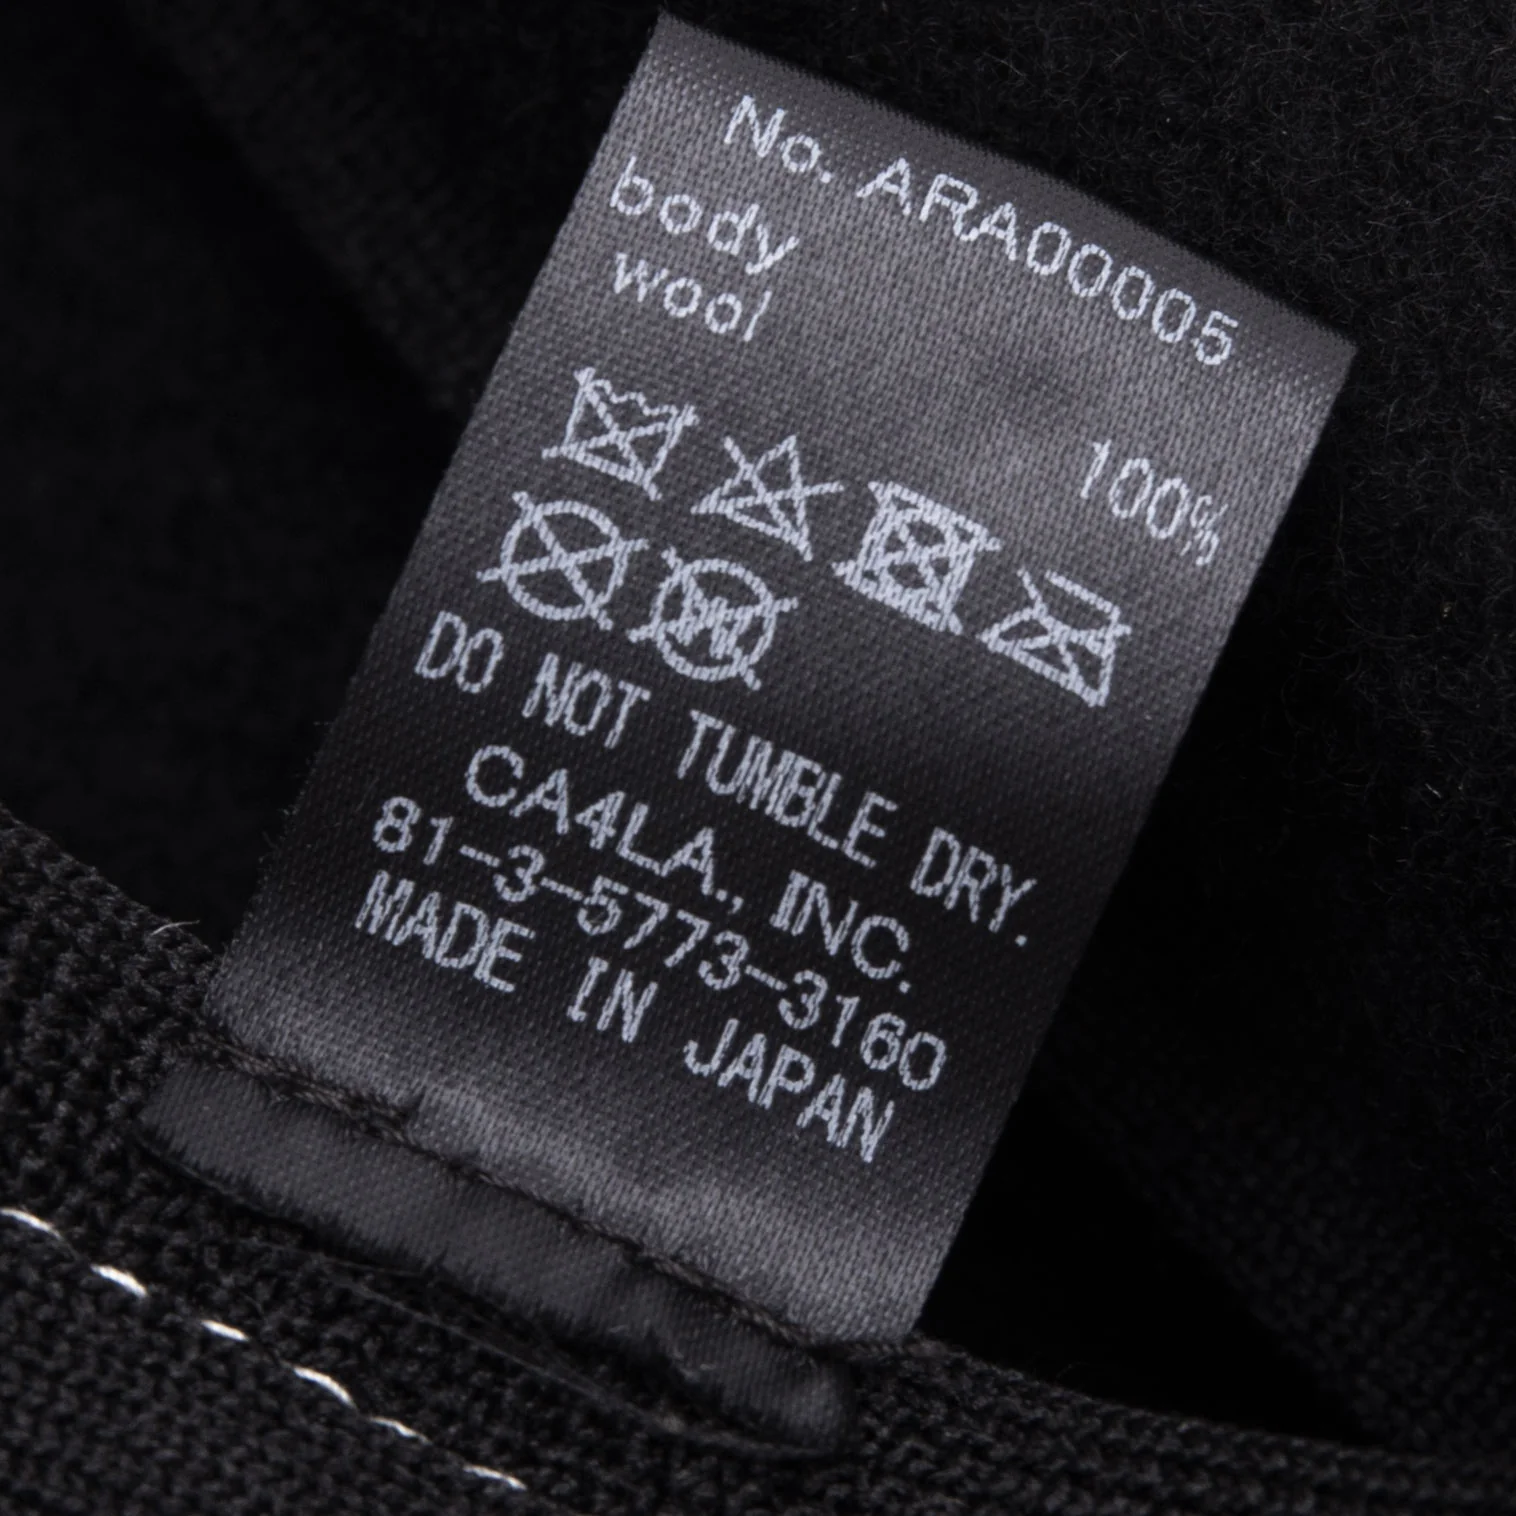 No. ARA00005
body
wool 100%
DO NOT TUMBLE DRY.
CA4LA., INC.
81-3-5773-3160
MADE IN JAPAN